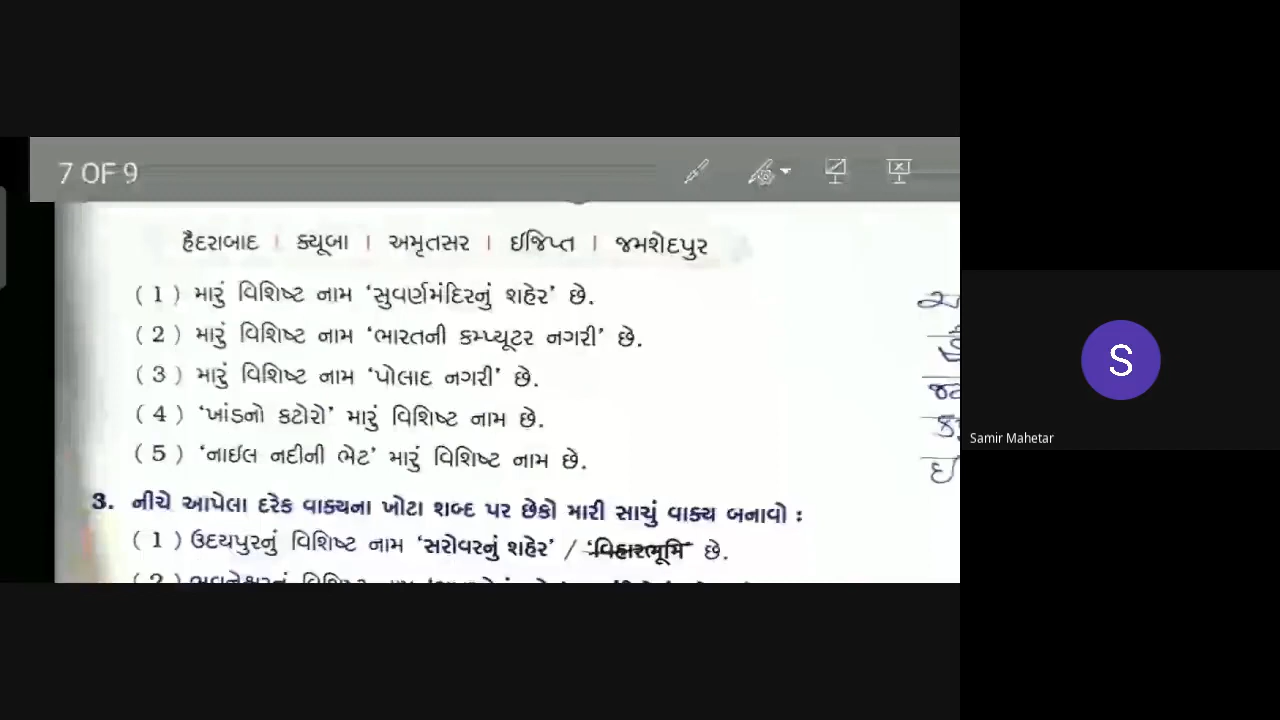 7 OF 9
હૈદરાબાદ | ક્યૂબા | અમૃતસર | ઈજિપ્ત | જમશેદપુર
( 1 ) મારું વિશિષ્ટ નામ ‘સુવર્ણમંદિરનું શહેર’ છે.
( 2 ) મારું વિશિષ્ટ નામ ‘ભારતની કમ્પ્યૂટર નગરી’ છે.
( 3 ) મારું વિશિષ્ટ નામ ‘પોલાદ નગરી’ છે.
( 4 ) ‘ખાંડનો કટોરો’ મારું વિશિષ્ટ નામ છે.
( 5 ) ‘નાઈલ નદીની ભેટ’ મારું વિશિષ્ટ નામ છે.
3. નીચે આપેલા દરેક વાક્યના ખોટા શબ્દ પર છેકો મારી સાચું વાક્ય બનાવો :
( 1 ) ઉદયપુરનું વિશિષ્ટ નામ ‘સરોવરનું શહેર’ / ‘વિહારભૂમિ’ છે.
S
Samir Mahetar